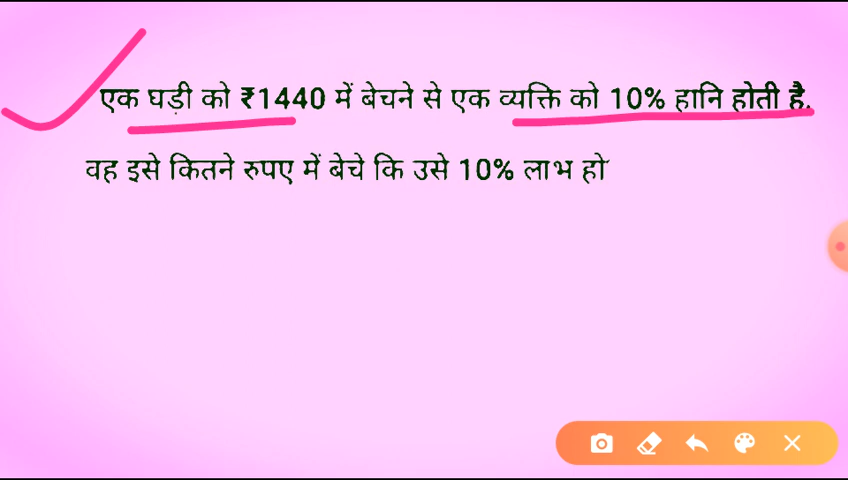 एक घड़ी को ₹1440 में बेचने से एक व्यक्ति को 10% हानि होती है.
वह इसे कितने रुपए में बेचे कि उसे 10% लाभ हो